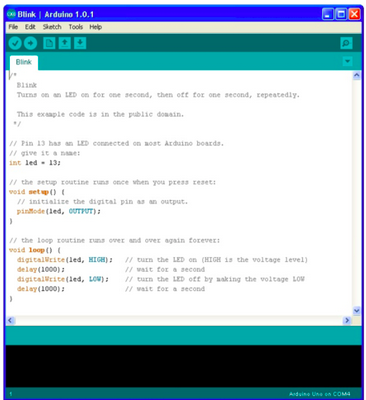 Blink | Arduino 1.0.1
File Edit Sketch Tools Help
Blink
/*
  Blink
  Turns on an LED on for one second, then off for one second, repeatedly.

  This example code is in the public domain.
 */

// Pin 13 has an LED connected on most Arduino boards.
// give it a name:
int led = 13;

// the setup routine runs once when you press reset:
void setup() {
  // initialize the digital pin as an output.
  pinMode(led, OUTPUT);
}

// the loop routine runs over and over again forever:
void loop() {
  digitalWrite(led, HIGH);   // turn the LED on (HIGH is the voltage level)
  delay(1000);               // wait for a second
  digitalWrite(led, LOW);    // turn the LED off by making the voltage LOW
  delay(1000);               // wait for a second
}
1
Arduino Uno on COM4